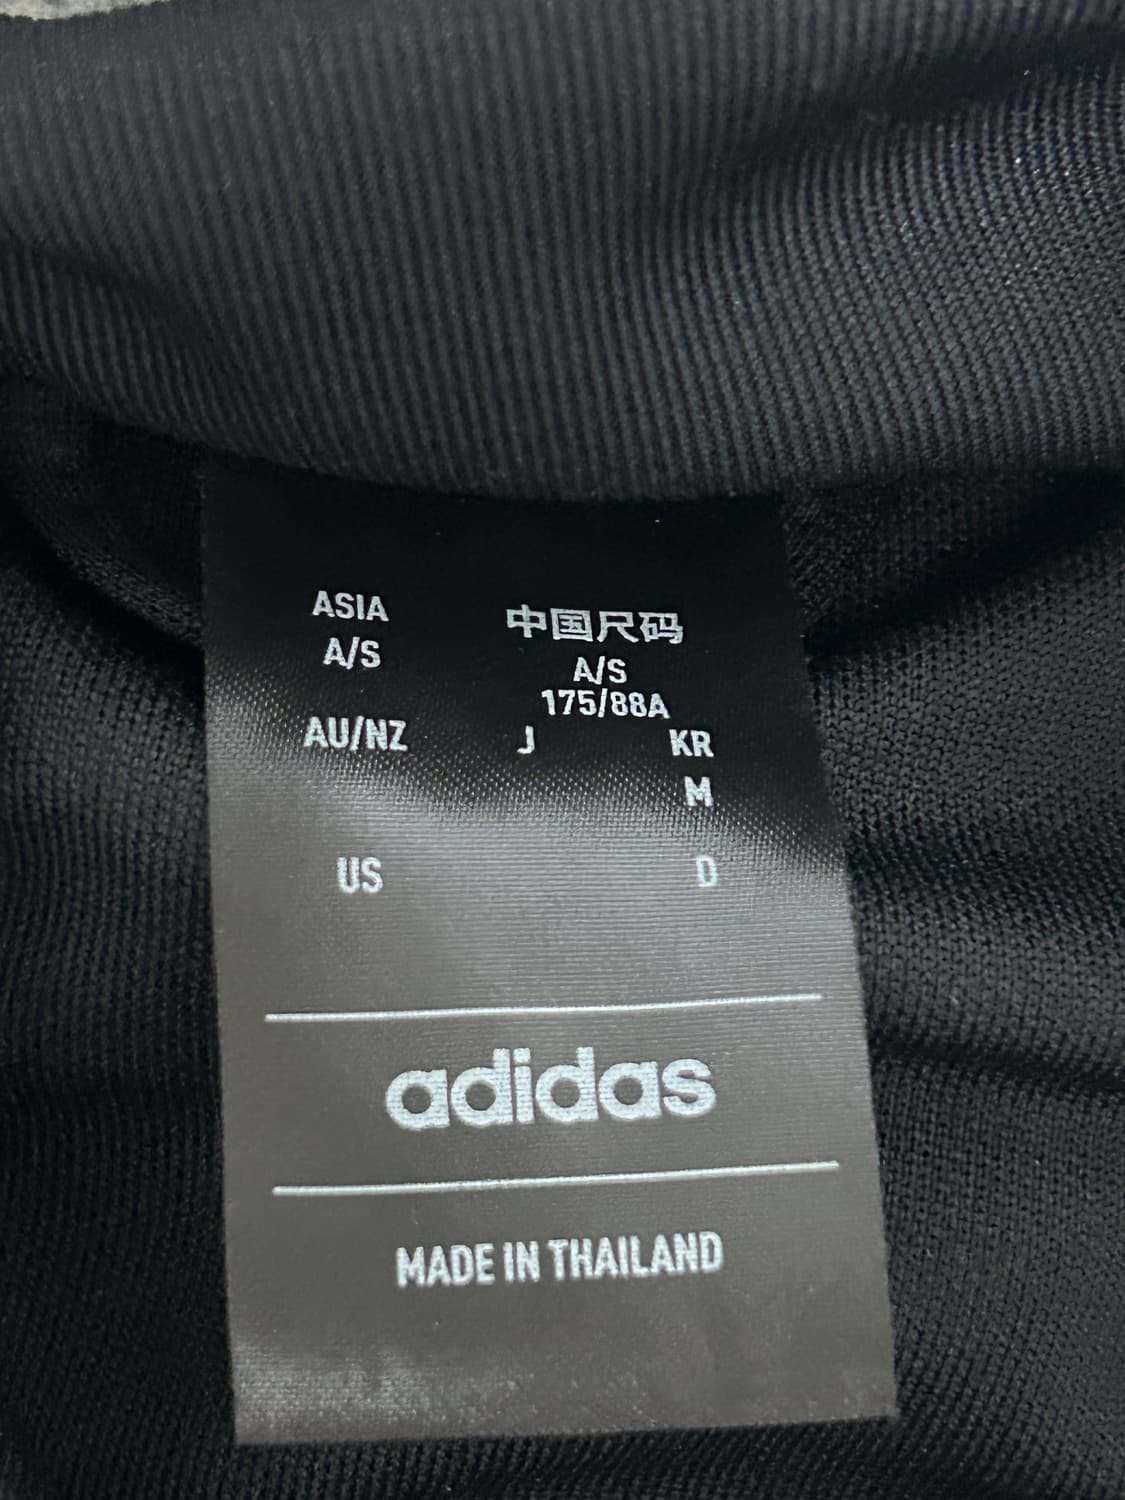 ASIA 中国尺码
A/S A/S
175/88A
AU/NZ J KR
M
US D
adidas
MADE IN THAILAND